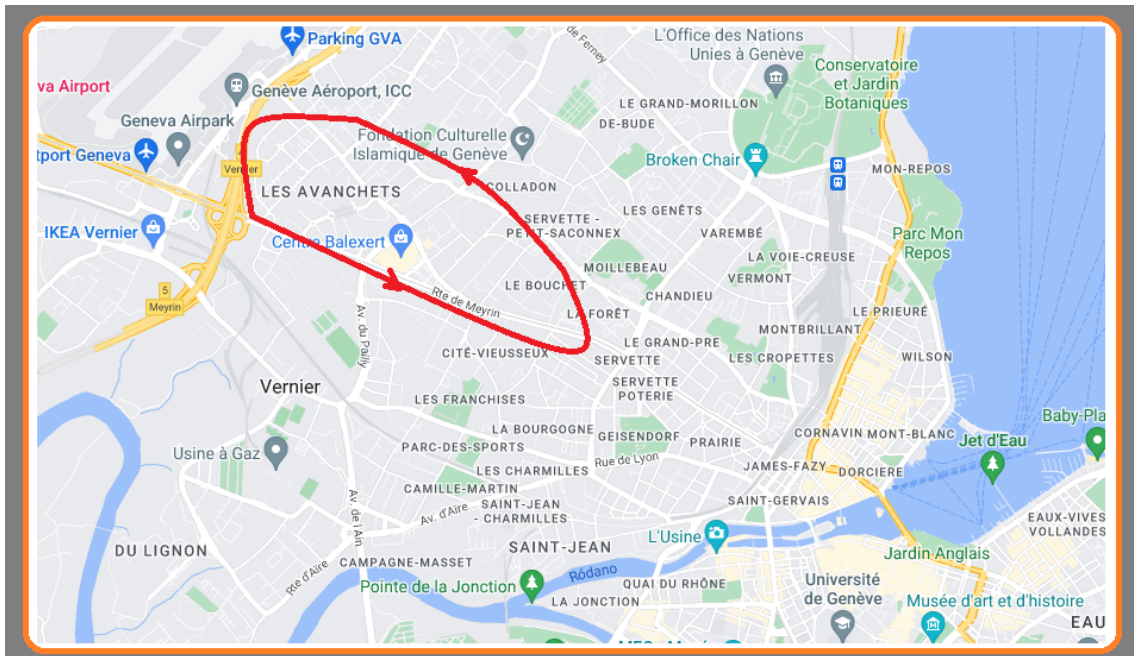 Parking GVA
de Ferney
L'Office des Nations
Unies à Genève
Conservatoire
et Jardin
Botaniques
va Airport
Genève Aéroport, ICC
LE GRAND-MORILLON
Geneva Airpark
DE-BUDE
Fondation Culturelle
Islamique de Genève
tport Geneva
Vernier
Broken Chair
MON-REPOS
LES AVANCHETS
COLLADON
IKEA Vernier
Centre Balexert
SERVETTE -
PETIT-SACONNEX
LES GENÊTS
VAREMBÉ
Parc Mon
Repos
LA VOIE-CREUSE
MOILLEBEAU
VERMONT
5
Meyrin
LE BOUCHET
CHANDIEU
Rte de Meyrin
LA FORÊT
LE PRIEURÉ
MONTBRILLANT
Av. du Pailly
LE GRAND-PRE
CITÉ-VIEUSSEUX
SERVETTE
LES CROPETTES
WILSON
Vernier
SERVETTE
POTERIE
LES FRANCHISES
Baby-Pla
LA BOURGOGNE
GEISENDORF
PRAIRIE
CORNAVIN
MONT-BLANC
Jet d'Eau
Usine à Gaz
PARC-DES-SPORTS
Rue de Lyon
LES CHARMILLES
JAMES-FAZY
DORCIERE
CAMILLE-MARTIN
SAINT-GERVAIS
Av. de l'Ain
Av. d'Aïre
SAINT-JEAN
- CHARMILLES
EAUX-VIVES
VOLLANDES
L'Usine
DU LIGNON
SAINT-JEAN
Jardin Anglais
CAMPAGNE-MASSET
Rte d'Aïre
Ródano
Pointe de la Jonction
QUAI DU RHÔNE
Université
de Genève
LA JONCTION
Musée d'art et d'histoire
EAU